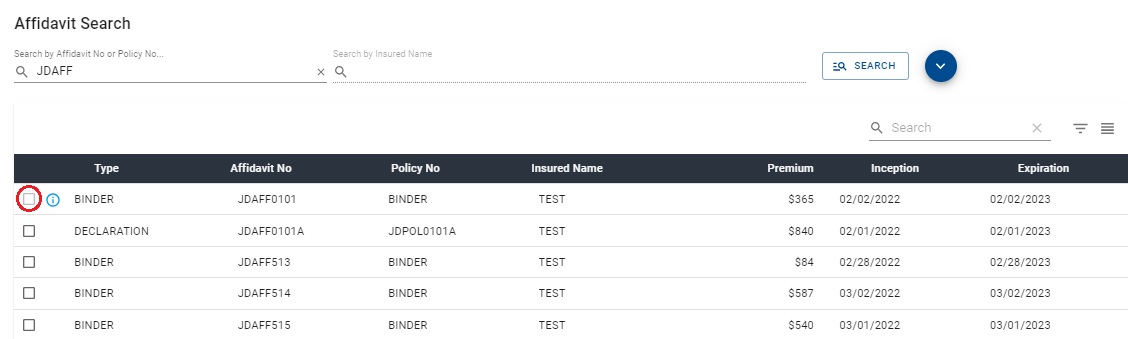 Affidavit Search
Search by Affidavit No or Policy No... Search by Insured Name
JDAFF
SEARCH
Search
Type Affidavit No Policy No Insured Name Premium Inception Expiration
BINDER JDAFF0101 BINDER TEST $365 02/02/2022 02/02/2023
DECLARATION JDAFF0101A JDPOL0101A TEST $840 02/01/2022 02/01/2023
BINDER JDAFF513 BINDER TEST $84 02/28/2022 02/28/2023
BINDER JDAFF514 BINDER TEST $587 03/02/2022 03/02/2023
BINDER JDAFF515 BINDER TEST $540 03/01/2022 03/01/2023